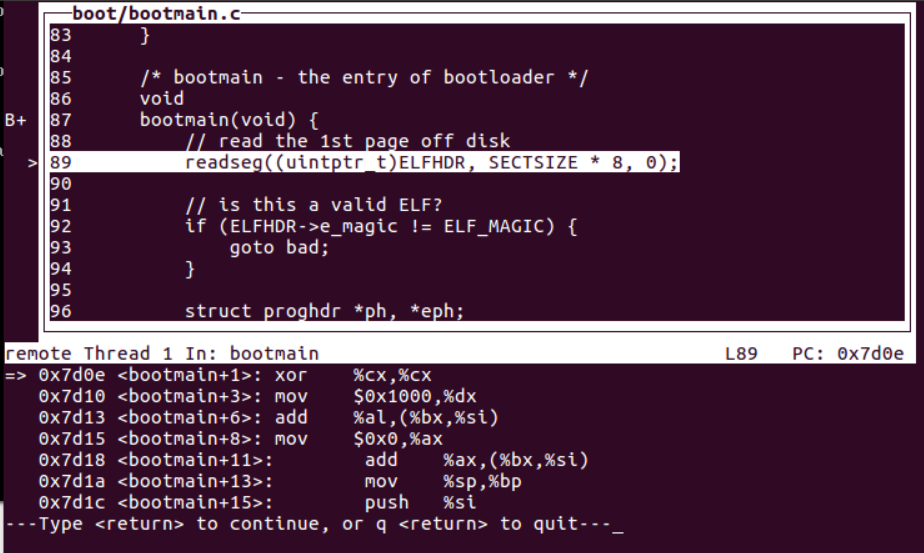 boot/bootmain.c
83 }
84
85 /* bootmain - the entry of bootloader */
86 void
B+ 87 bootmain(void) {
88 // read the 1st page off disk
> 89 readseg((uintptr_t)ELFHDR, SECTSIZE * 8, 0);
90
91 // is this a valid ELF?
92 if (ELFHDR->e_magic != ELF_MAGIC) {
93 goto bad;
94 }
95
96 struct proghdr *ph, *eph;
remote Thread 1 In: bootmain L89 PC: 0x7d0e
=> 0x7d0e <bootmain+1>: xor %cx,%cx
0x7d10 <bootmain+3>: mov $0x1000,%dx
0x7d13 <bootmain+6>: add %al,(%bx,%si)
0x7d15 <bootmain+8>: mov $0x0,%ax
0x7d18 <bootmain+11>: add %ax,(%bx,%si)
0x7d1a <bootmain+13>: mov %sp,%bp
0x7d1c <bootmain+15>: push %si
---Type <return> to continue, or q <return> to quit---_